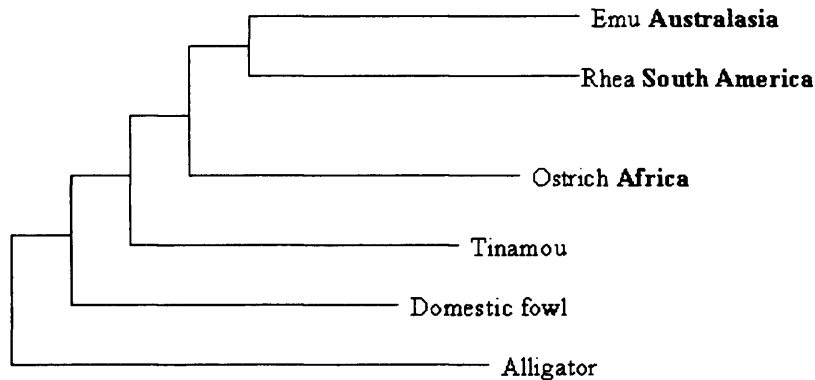 Emu Australasia
Rhea South America
Ostrich Africa
Tinamou
Domestic fowl
Alligator